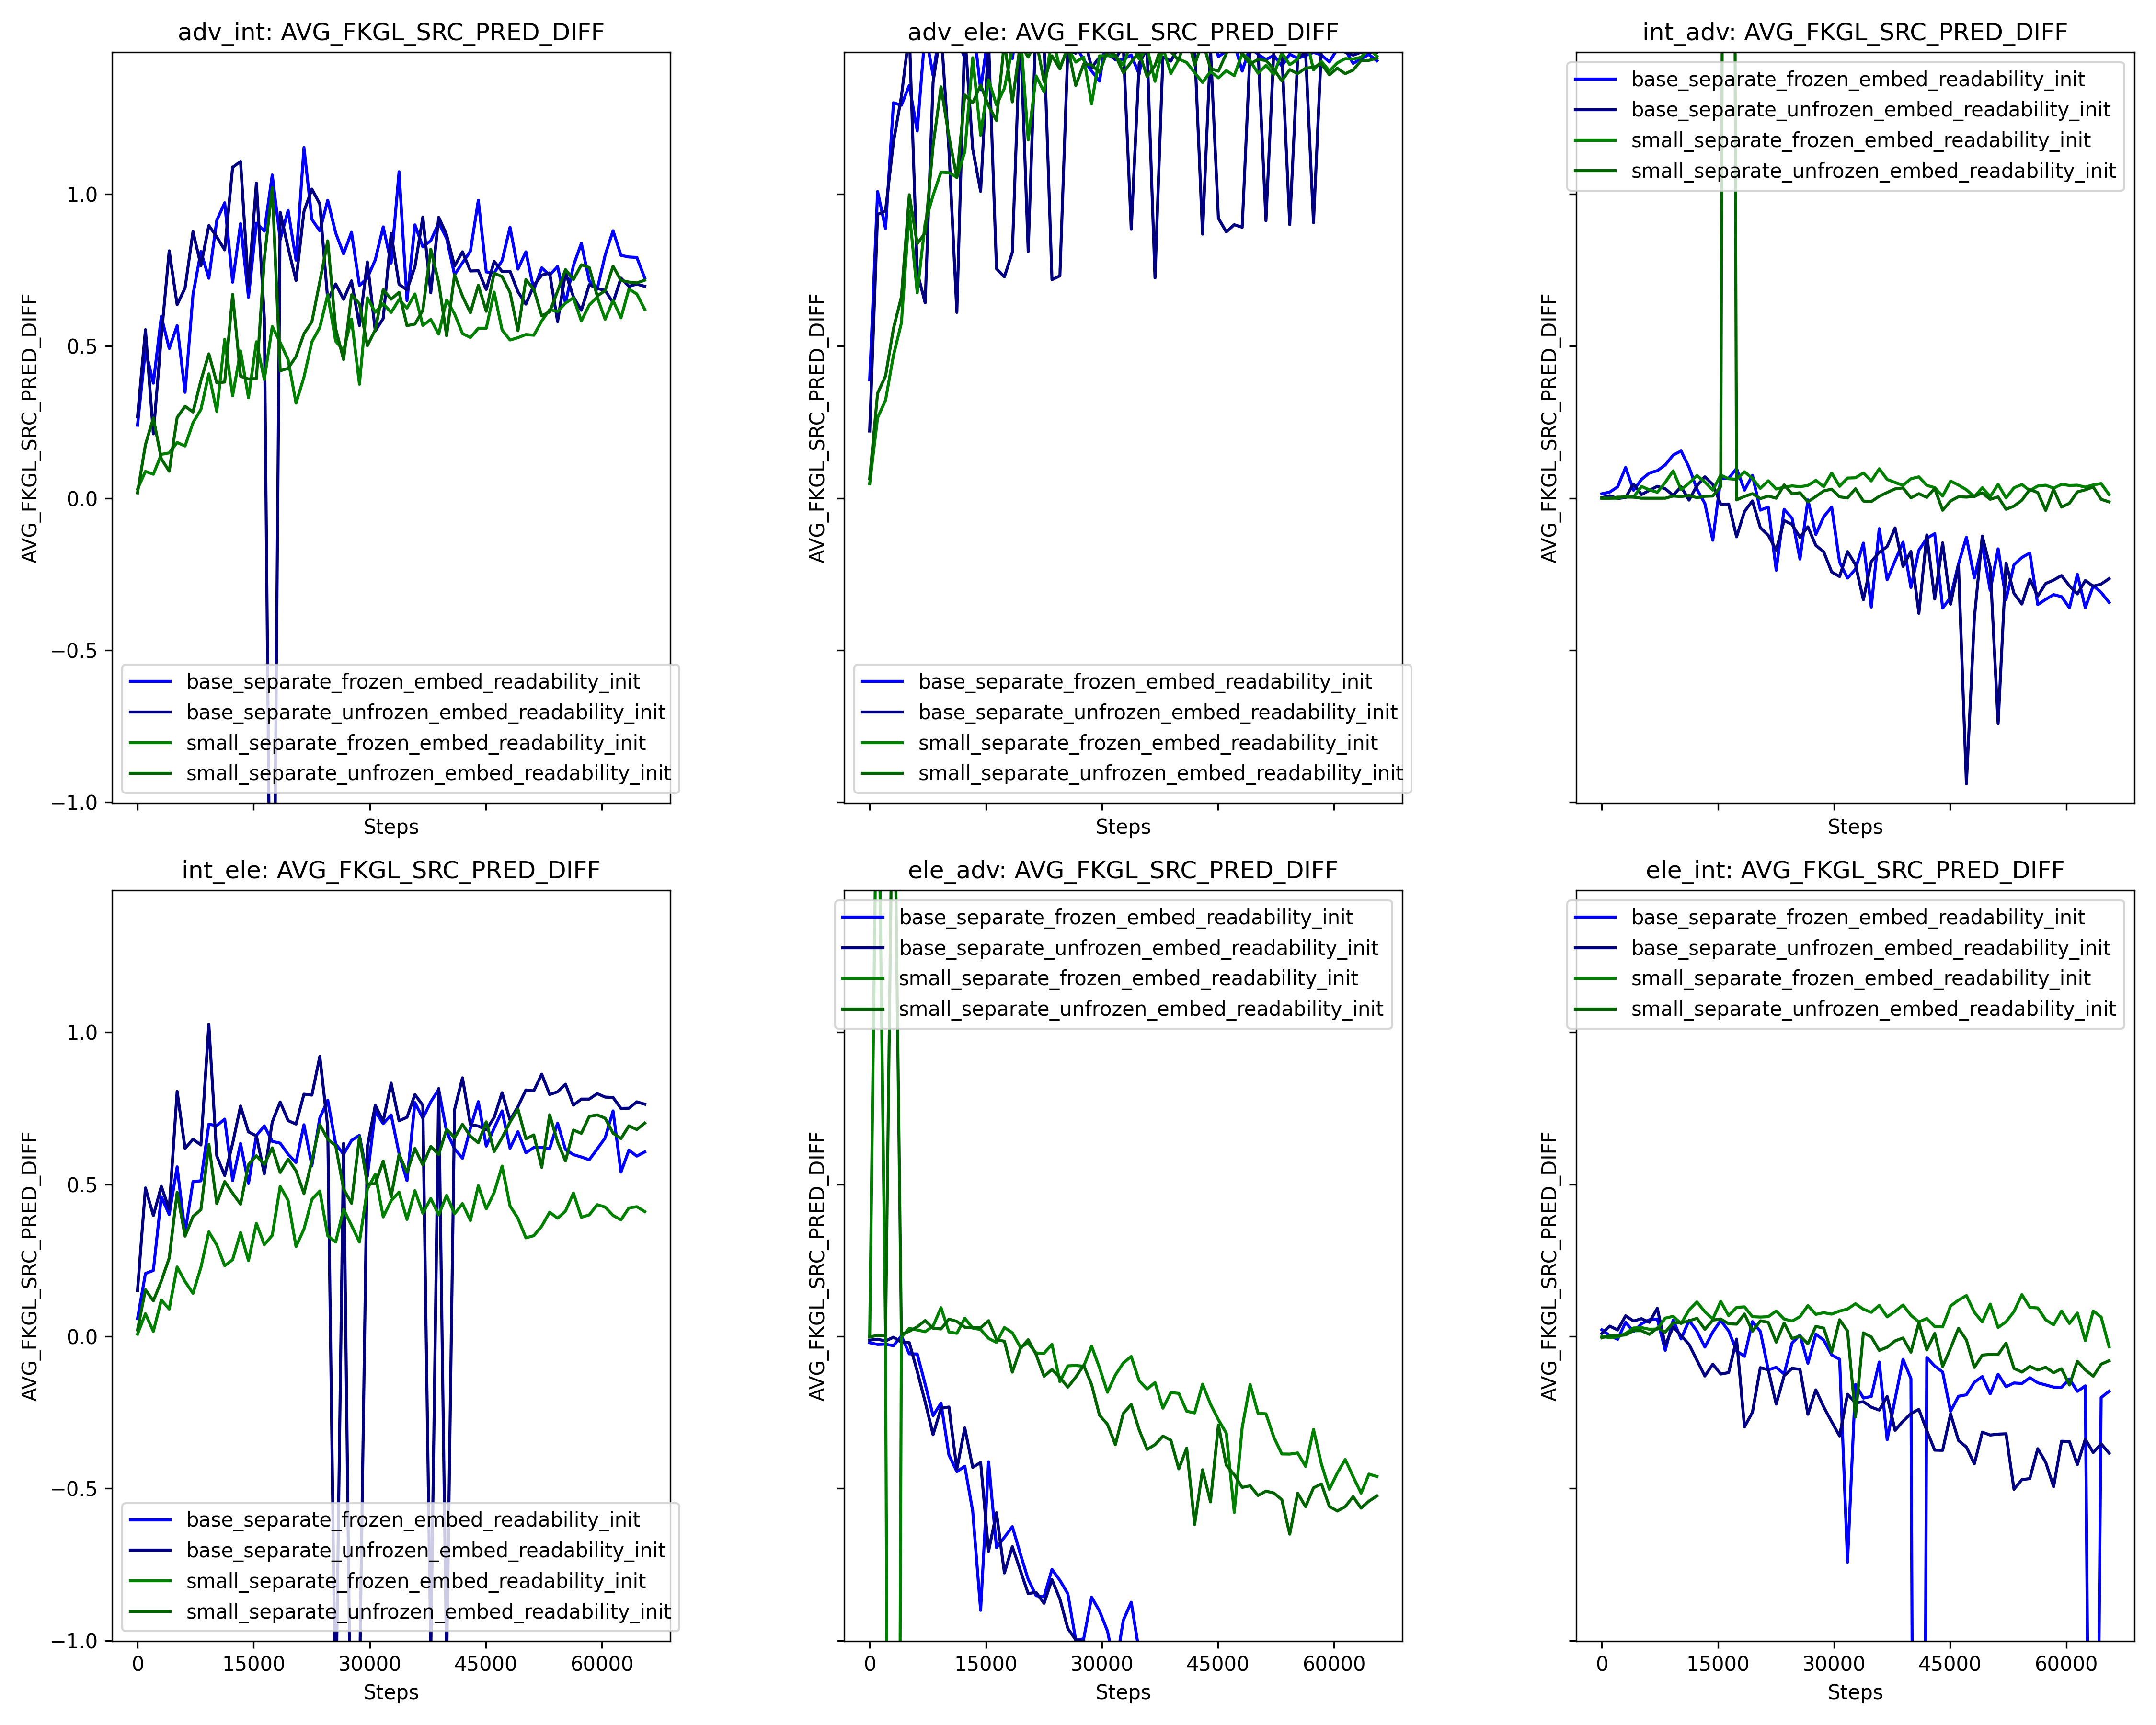 adv_int: AVG_FKGL_SRC_PRED_DIFF
AVG_FKGL_SRC_PRED_DIFF
1.0
0.5
0.0
−0.5
−1.0
base_separate_frozen_embed_readability_init
base_separate_unfrozen_embed_readability_init
small_separate_frozen_embed_readability_init
small_separate_unfrozen_embed_readability_init
Steps
adv_ele: AVG_FKGL_SRC_PRED_DIFF
AVG_FKGL_SRC_PRED_DIFF
base_separate_frozen_embed_readability_init
base_separate_unfrozen_embed_readability_init
small_separate_frozen_embed_readability_init
small_separate_unfrozen_embed_readability_init
Steps
int_adv: AVG_FKGL_SRC_PRED_DIFF
AVG_FKGL_SRC_PRED_DIFF
base_separate_frozen_embed_readability_init
base_separate_unfrozen_embed_readability_init
small_separate_frozen_embed_readability_init
small_separate_unfrozen_embed_readability_init
Steps
int_ele: AVG_FKGL_SRC_PRED_DIFF
AVG_FKGL_SRC_PRED_DIFF
1.0
0.5
0.0
−0.5
−1.0
base_separate_frozen_embed_readability_init
base_separate_unfrozen_embed_readability_init
small_separate_frozen_embed_readability_init
small_separate_unfrozen_embed_readability_init
0 15000 30000 45000 60000
Steps
ele_adv: AVG_FKGL_SRC_PRED_DIFF
AVG_FKGL_SRC_PRED_DIFF
base_separate_frozen_embed_readability_init
base_separate_unfrozen_embed_readability_init
small_separate_frozen_embed_readability_init
small_separate_unfrozen_embed_readability_init
0 15000 30000 45000 60000
Steps
ele_int: AVG_FKGL_SRC_PRED_DIFF
AVG_FKGL_SRC_PRED_DIFF
base_separate_frozen_embed_readability_init
base_separate_unfrozen_embed_readability_init
small_separate_frozen_embed_readability_init
small_separate_unfrozen_embed_readability_init
0 15000 30000 45000 60000
Steps